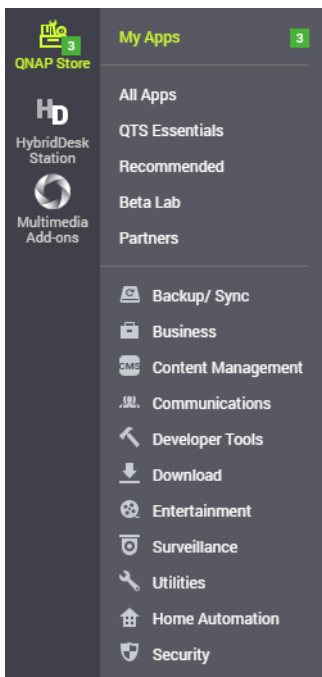 3
QNAP Store
HD
HybridDesk
Station
Multimedia
Add-ons
My Apps 3
All Apps
QTS Essentials
Recommended
Beta Lab
Partners
Backup/ Sync
Business
CMS Content Management
Communications
Developer Tools
Download
Entertainment
Surveillance
Utilities
Home Automation
Security